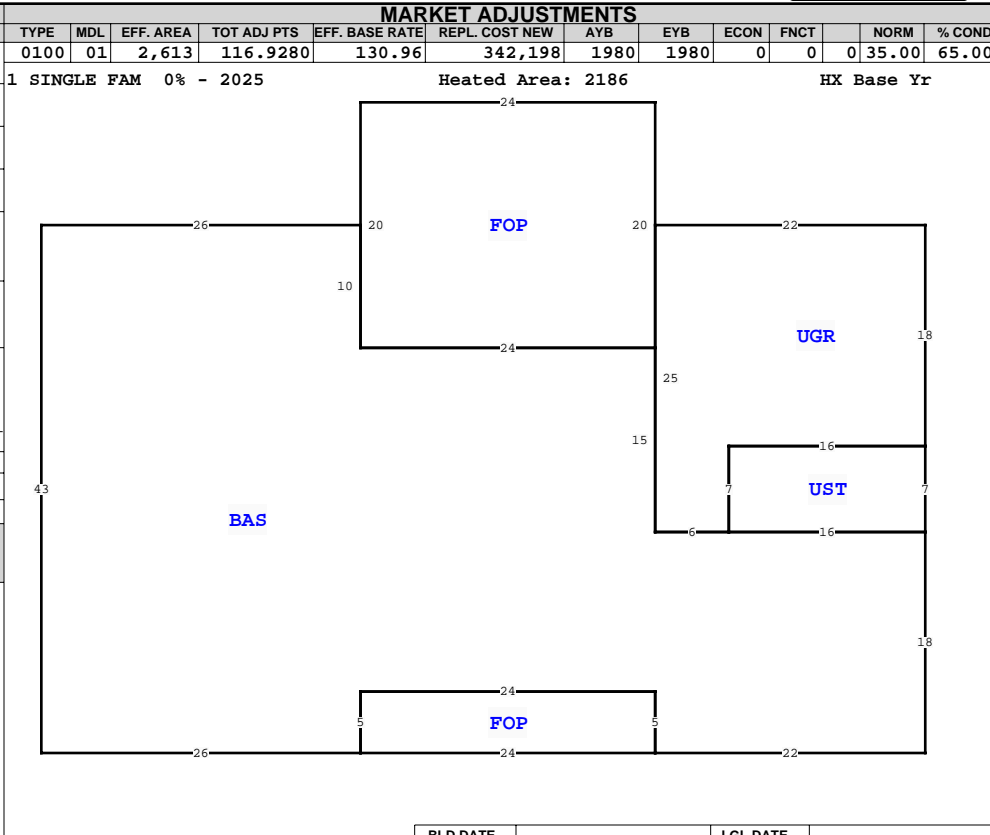 MARKET ADJUSTMENTS
TYPE MDL EFF. AREA TOT ADJ PTS EFF. BASE RATE REPL. COST NEW AYB EYB ECON FNCT NORM % COND
0100 01 2,613 116.9280 130.96 342,198 1980 1980 0 0 0 35.00 65.00
1 SINGLE FAM 0% - 2025 Heated Area: 2186 HX Base Yr
24
26 20 FOP 20 22
10
UGR 18
24
25
15 16
43 7 UST 7
BAS
6 16
18
24
5 FOP 5
26 24 22
BLD DATE LGL DATE